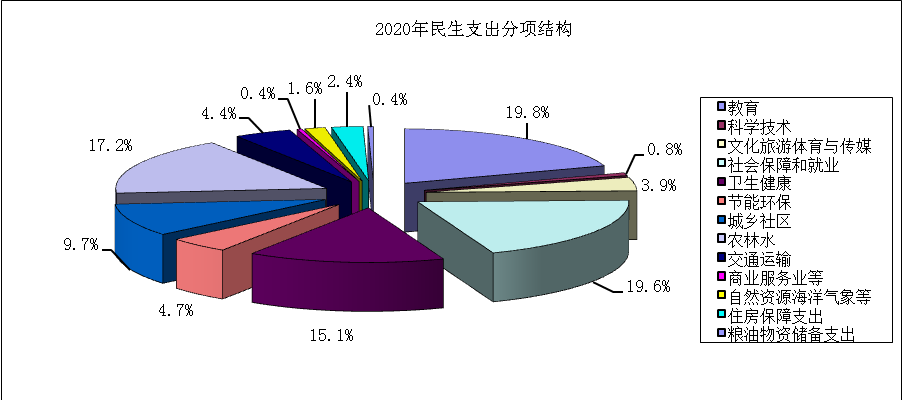 2020年民生支出分项结构
0.4%
1.6%
2.4%
0.4%
19.8%
4.4%
17.2%
0.8%
3.9%
9.7%
4.7%
15.1%
19.6%
教育
科学技术
文化旅游体育与传媒
社会保障和就业
卫生健康
节能环保
城乡社区
农林水
交通运输
商业服务业等
自然资源海洋气象等
住房保障支出
粮油物资储备支出